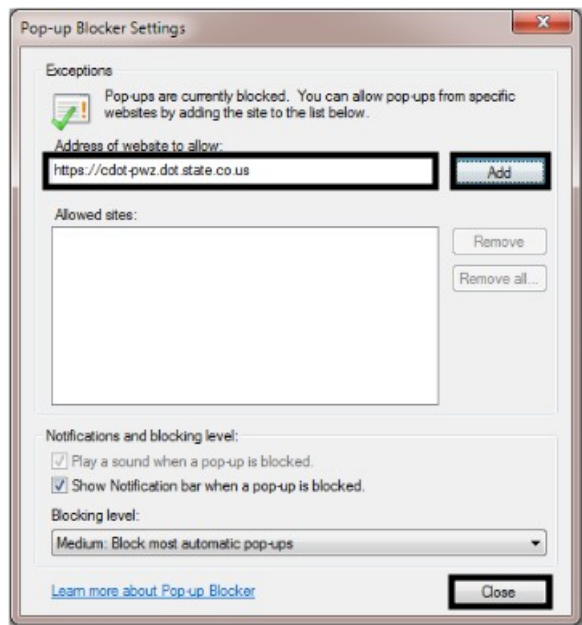 Pop-up Blocker Settings
Exceptions
Pop-ups are currently blocked. You can allow pop-ups from specific
websites by adding the site to the list below.
Address of website to allow:
https://cdot-pwz.dot.state.co.us
Add
Allowed sites:
Remove
Remove all...
Notifications and blocking level:
Play a sound when a pop-up is blocked.
Show Notification bar when a pop-up is blocked.
Blocking level:
Medium: Block most automatic pop-ups
Learn more about Pop-up Blocker
Close